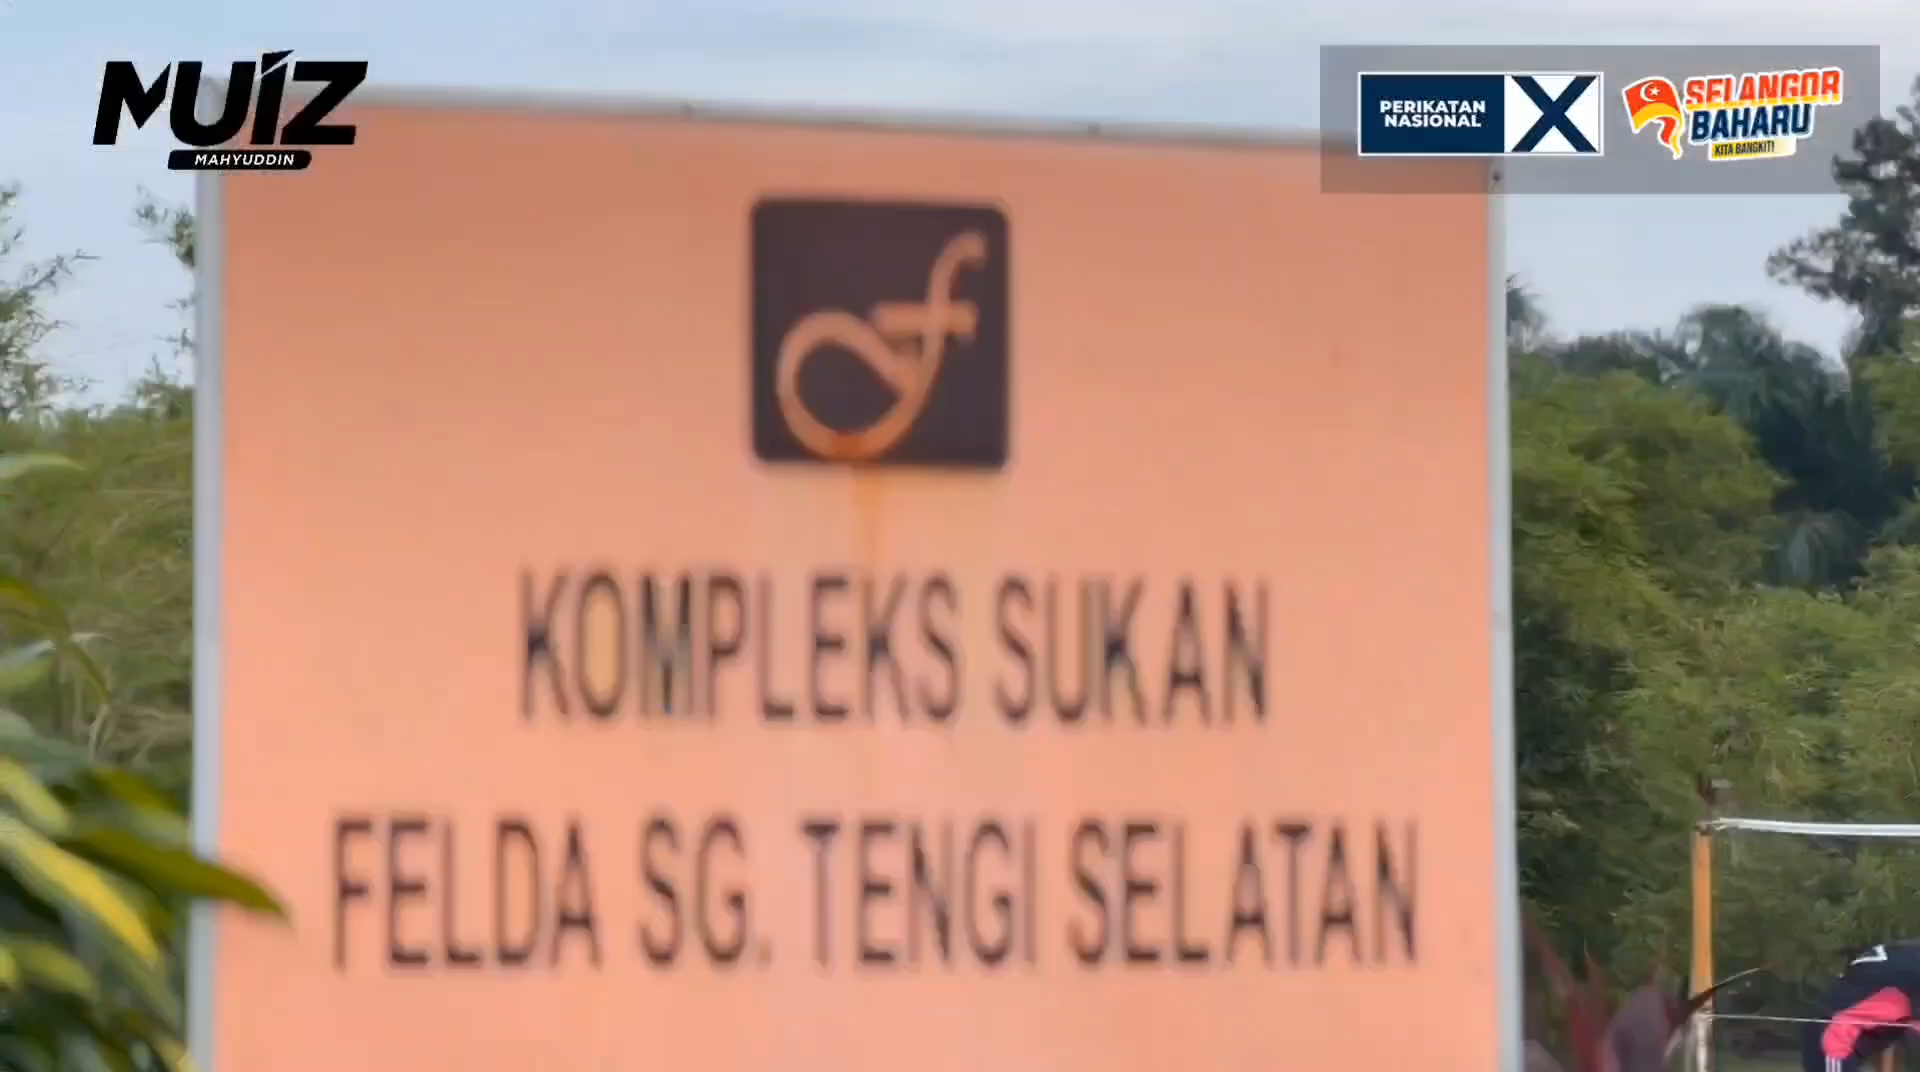 MUIZ
MAHYUDDIN
PERIKATAN
NASIONAL
SELANGOR
BAHARU
KITA BANGKIT!
KOMPLEKS SUKAN
FELDA SG. TENGI SELATAN